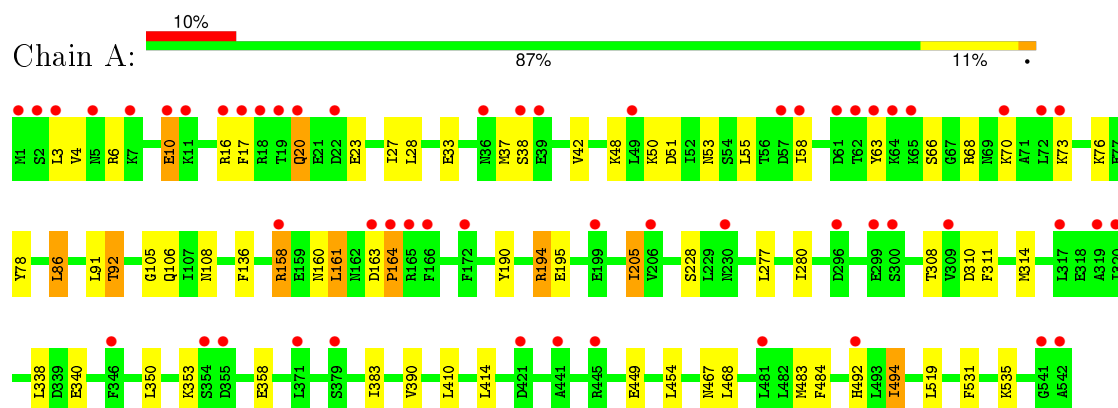 10%
Chain A:
87%
11%
M1 S2 L3 V4 N5 R6 K7 E10 K11 R16 F17 R18 T19 Q20 E21 D22 E23 I27 L28 E33 N36 M37 S38 E39 V42 K48 L49 K50 D51 I52 N53 S54 L55 T56 D57 I58 D61 T62 Y63 K64 K65 S66 G67 R68 N69 K70 A71 L72 K73 K76
Y78 L86 L91 T92 G105 Q106 I107 N108 F136 R158 E159 N160 L161 N162 D163 P164 R165 F166 F172 Y190 R194 E195 E199 I205 V206 S228 L229 N230 L277 I280 D296 E299 S300 T308 V309 D310 F311 M314 L317 E318 A319
L338 D339 E340 F346 L350 K353 S354 D355 E358 L371 S379 I383 V390 L410 L414 D421 A441 R445 E449 L454 N467 L468 L481 L482 M483 F484 H492 L493 I494 L519 F531 K535 G541 A542